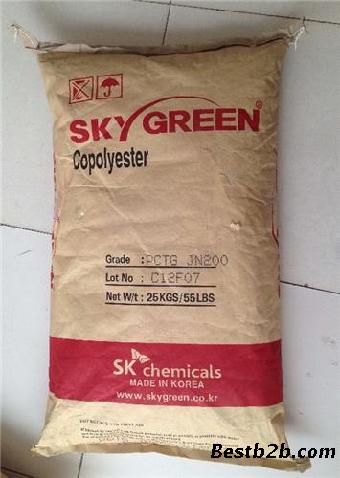 SKYGREEN®
Copolyester
Grade : PCTG JN200
Lot No : C12F07
Net W/t : 25KGS/55LBS
SK chemicals
MADE IN KOREA
www.skygreen.co.kr
Bestb2b.com